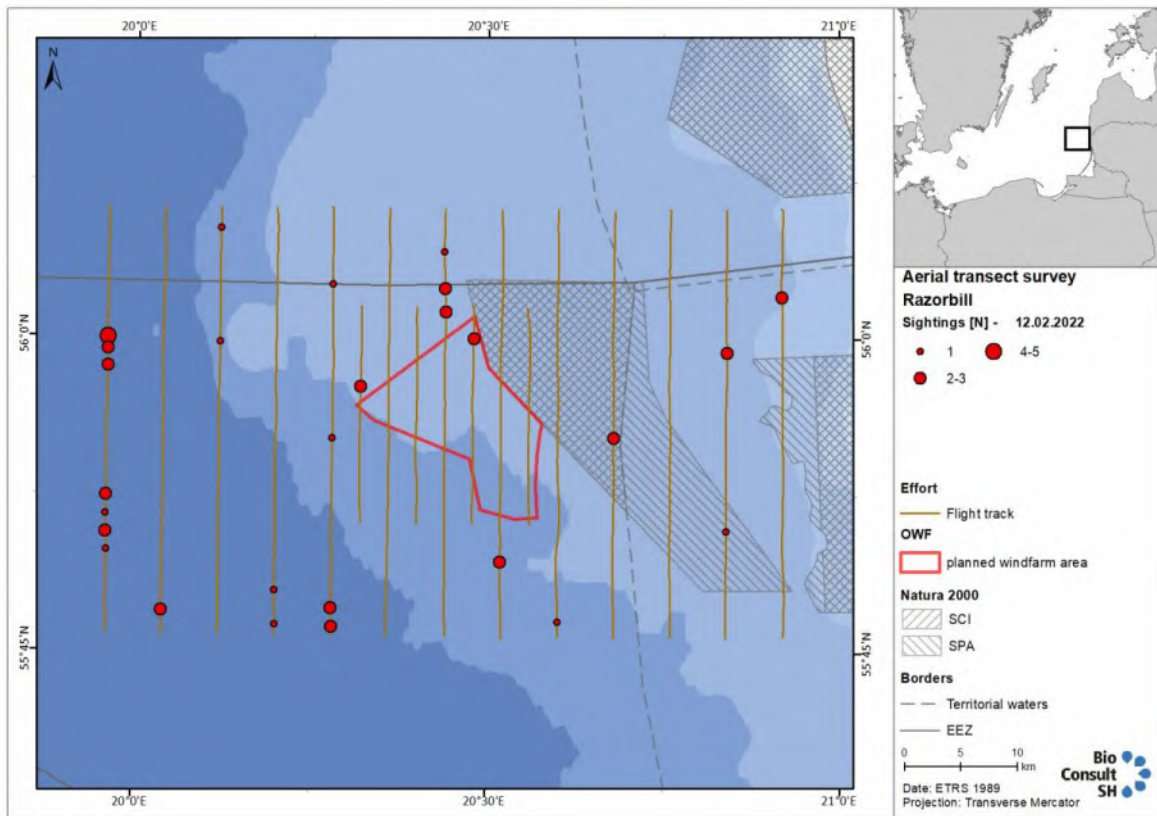 20°0'E 20°30'E 21°0'E
N
56°0'N
56°0'N
55°45'N
55°45'N
20°0'E 20°30'E 21°0'E
Aerial transect survey
Razorbill
Sightings [N] - 12.02.2022
1 4-5
2-3
Effort
Flight track
OWF
planned windfarm area
Natura 2000
SCI
SPA
Borders
Territorial waters
EEZ
0 5 10
km
Bio
Consult
SH
Date: ETRS 1989
Projection: Transverse Mercator